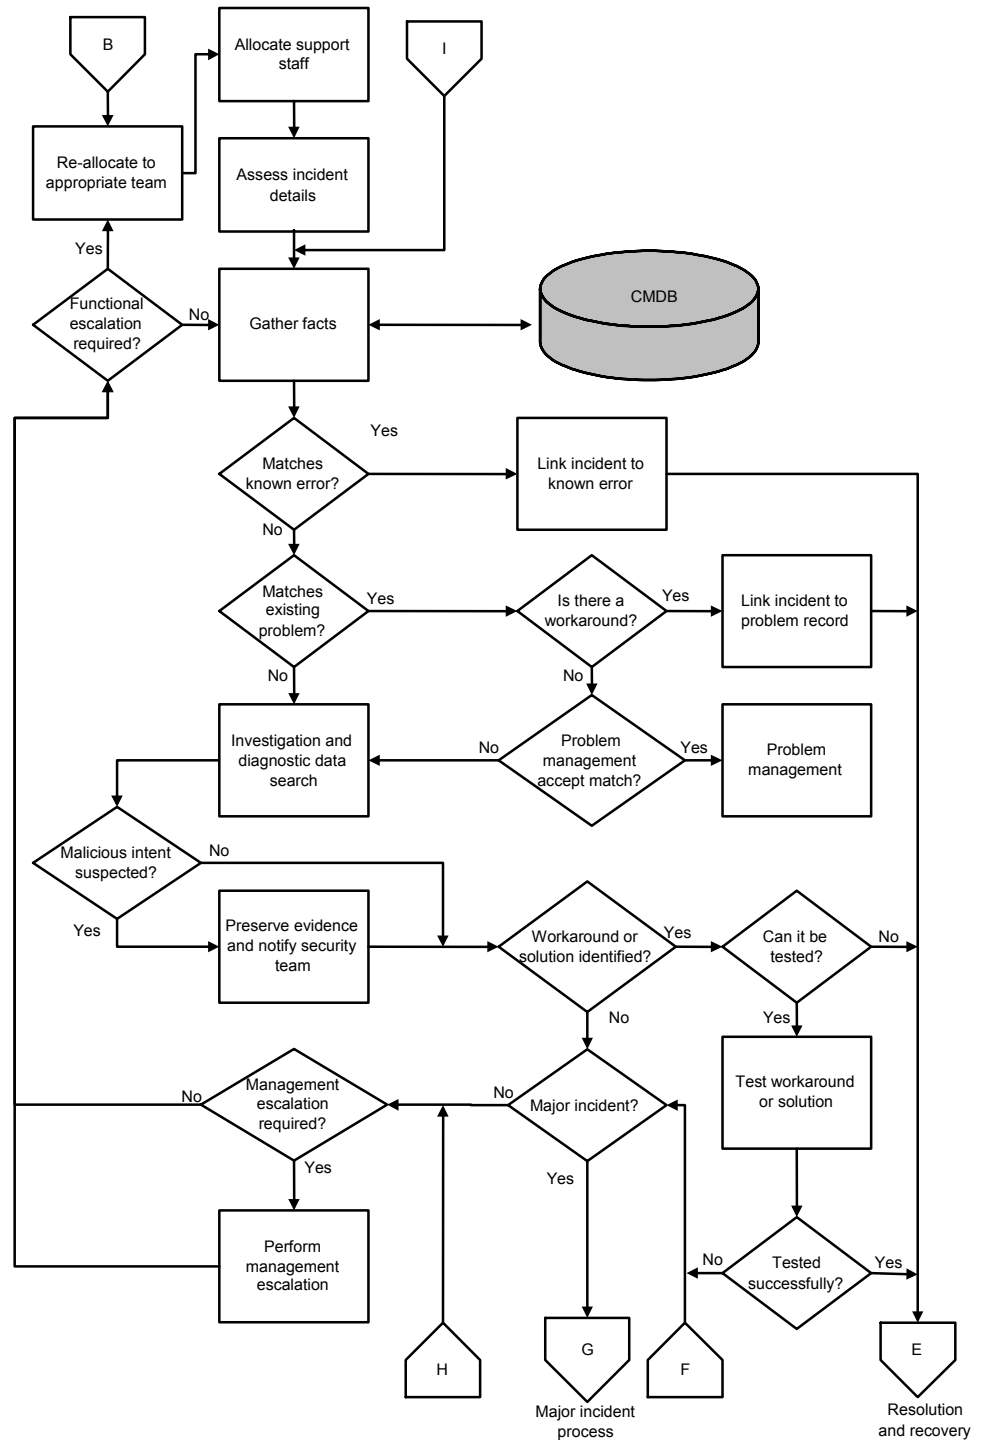 B
Allocate support
staff
I
Re-allocate to
appropriate team
Assess incident
details
Yes
Functional
escalation
required?
No
Gather facts
CMDB
Yes
Matches
known error?
Link incident to
known error
No
Matches
existing
problem?
Yes
Is there a
workaround?
Yes
Link incident to
problem record
No
No
Investigation and
diagnostic data
search
No
Problem
management
accept match?
Yes
Problem
management
Malicious intent
suspected?
No
Yes
Preserve evidence
and notify security
team
Workaround or
solution identified?
Yes
Can it be
tested?
No
No
Yes
Management
escalation
required?
No
No
Major incident?
Test workaround
or solution
Yes
Yes
Perform
management
escalation
No
Tested
successfully?
Yes
H
G
F
E
Major incident
process
Resolution
and recovery